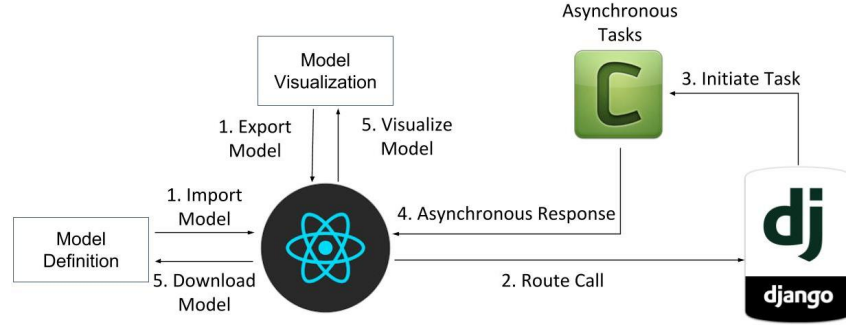 Asynchronous
Tasks
Model
Visualization
3. Initiate Task
1. Export
Model
5. Visualize
Model
1. Import
Model
4. Asynchronous Response
Model
Definition
5. Download
Model
2. Route Call
dj
django